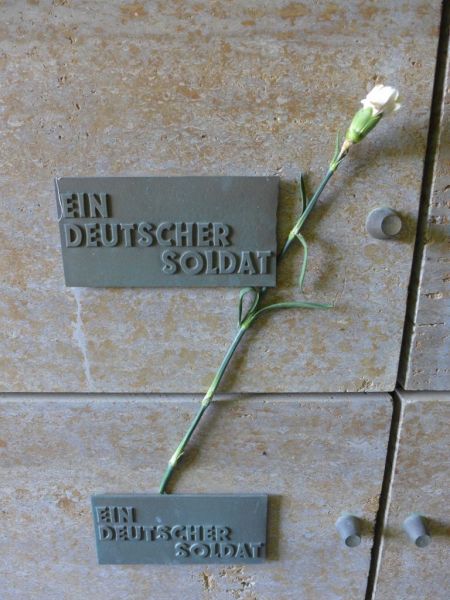 EIN
DEUTSCHER
SOLDAT
EIN
DEUTSCHER
SOLDAT